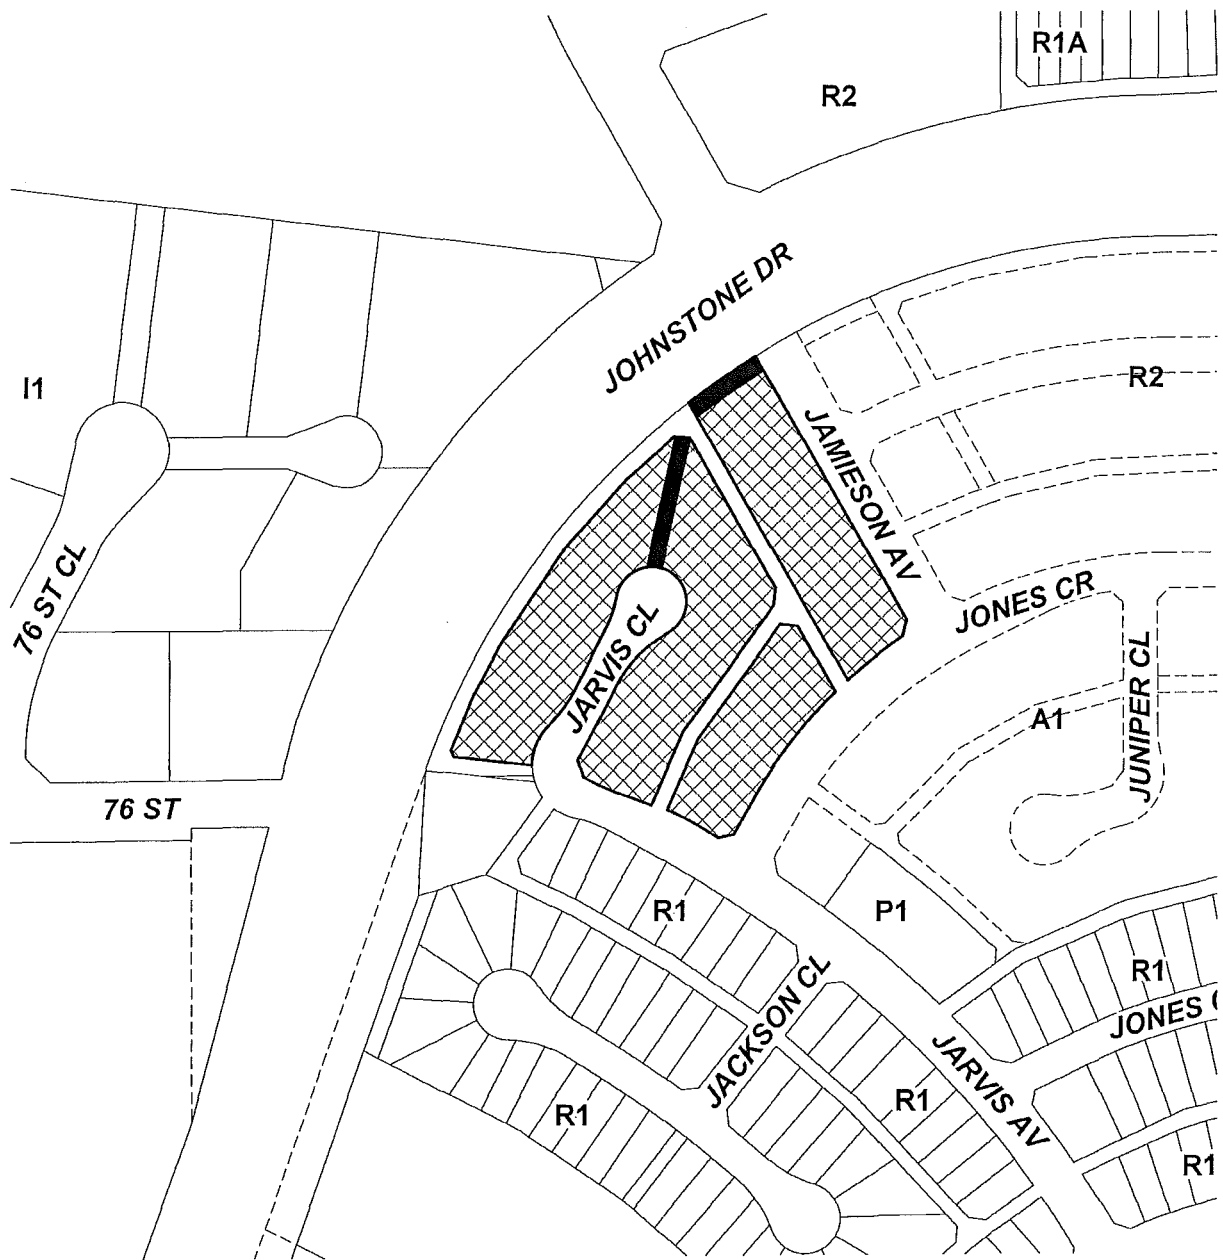 R1A
R2
JOHNSTONE DR
I1
R2
JAMIESON AV
76 ST CL
JONES CR
JARVIS CL
JUNIPER CL
A1
76 ST
R1
P1
R1
JONES C
JACKSON CL
JARVIS AV
R1
R1
R1